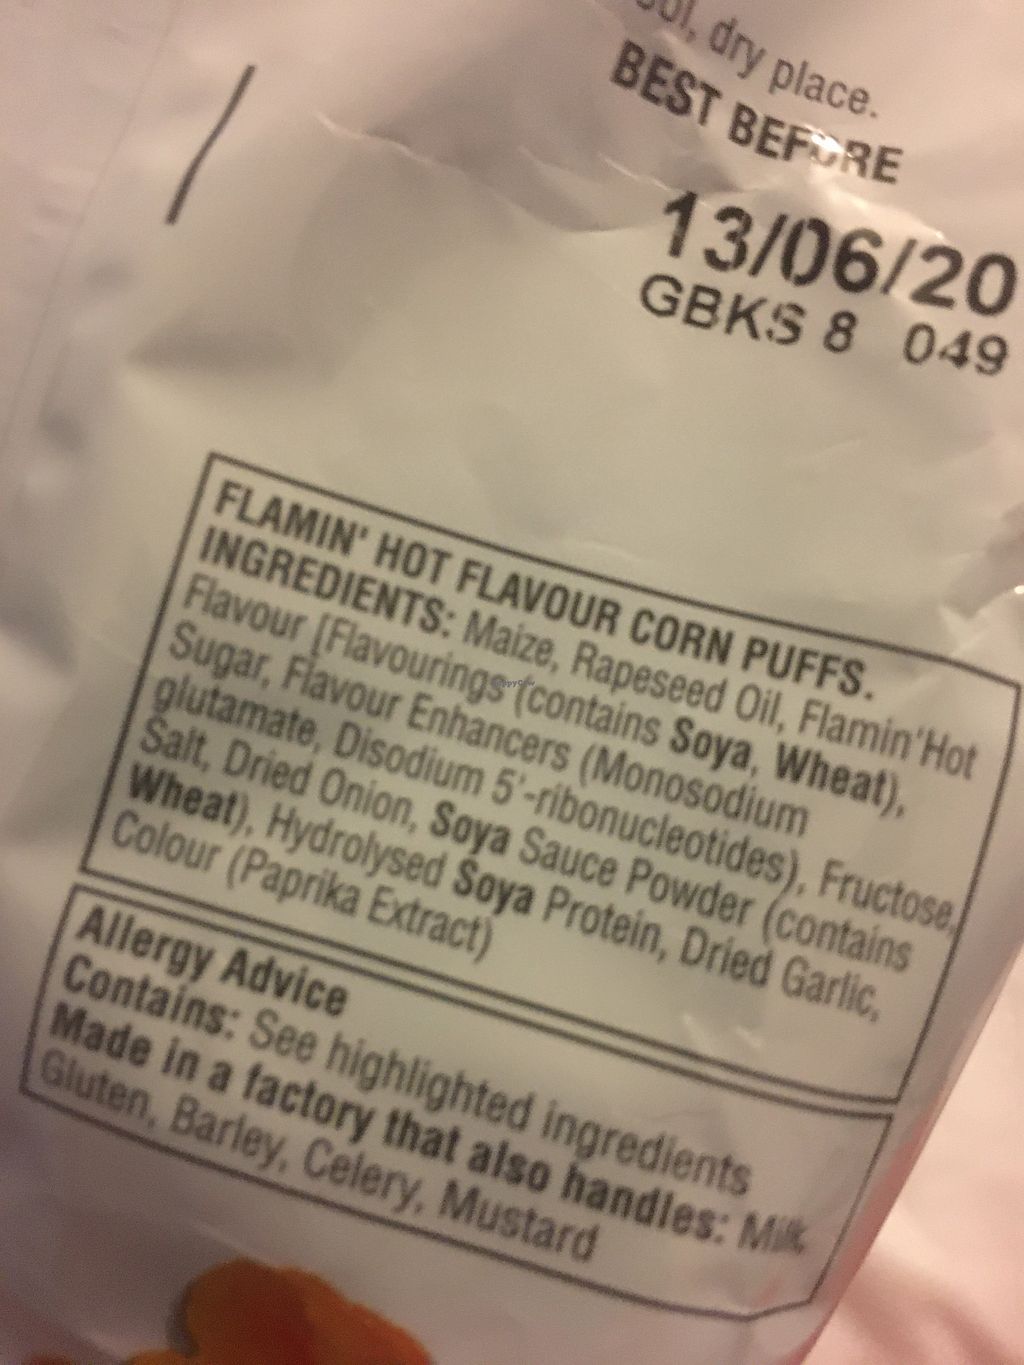 dry place.
BEST BEFORE
13/06/20
GBKS 8 049
FLAMIN' HOT FLAVOUR CORN PUFFS.
INGREDIENTS: Maize, Rapeseed Oil, Flamin'Hot
Flavour [Flavourings (contains Soya, Wheat),
Sugar, Flavour Enhancers (Monosodium
glutamate, Disodium 5'-ribonucleotides), Fructose,
Salt, Dried Onion, Soya Sauce Powder (contains
Wheat), Hydrolysed Soya Protein, Dried Garlic,
Colour (Paprika Extract)
Allergy Advice
Contains: See highlighted ingredients
Made in a factory that also handles: Milk,
Gluten, Barley, Celery, Mustard
HappyCow